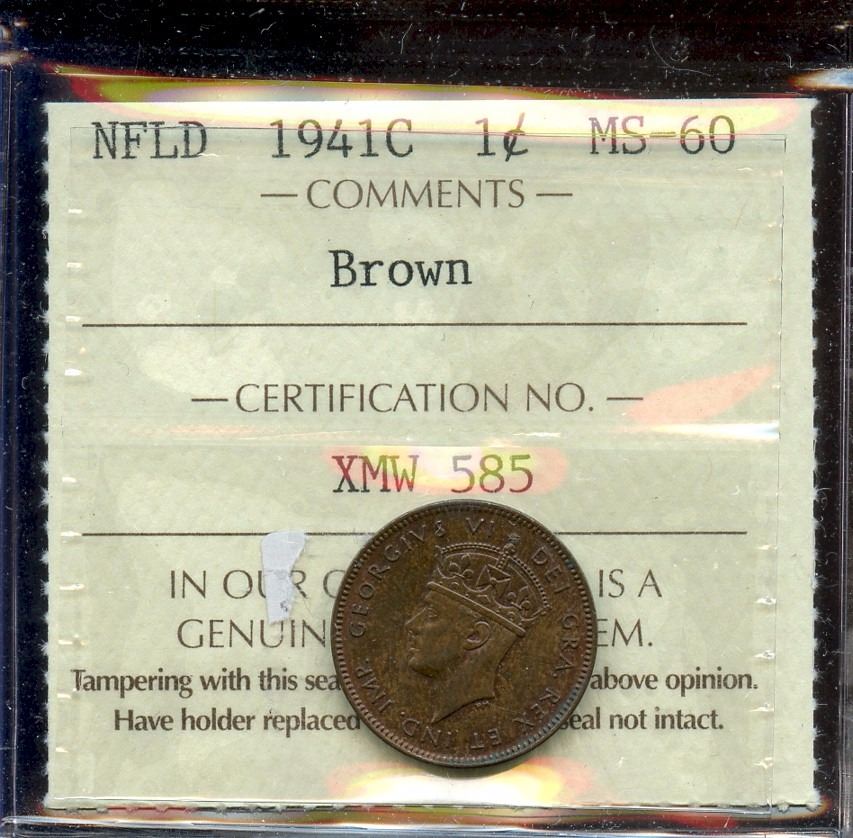 NFLD 1941C 1¢ MS-60
— COMMENTS —
Brown
— CERTIFICATION NO. —
XMW 585
IN OUR IS A
GENUIN EM.
Tampering with this sea above opinion.
Have holder replaced seal not intact.
GEORGIVS VI DEI GRA. REX ET IND. IMP.